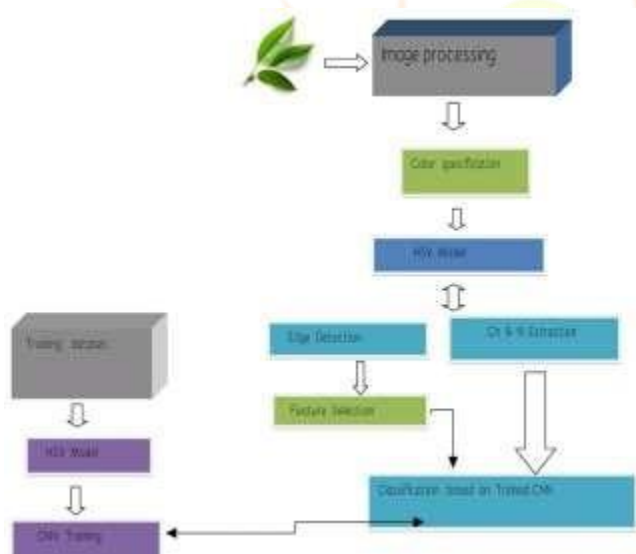 Image processing
Color
HSV Model
Edge Detection
Extraction
Training dataset
Feature Selection
HSV Model
Classification based on Trained CNN
CNN Training